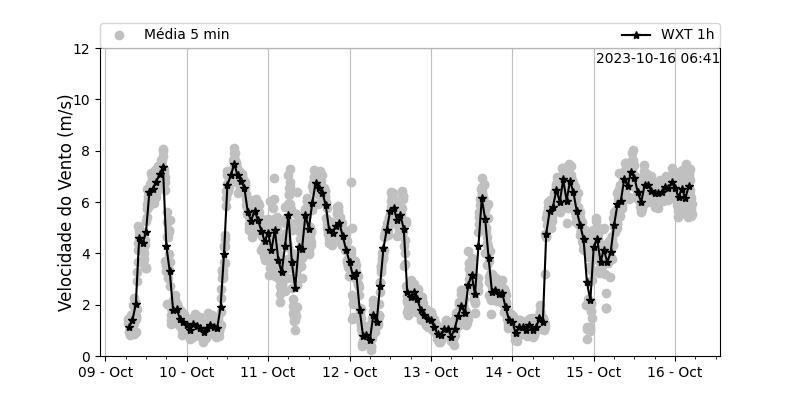 Média 5 min
WXT 1h
2023-10-16 06:41
Velocidade do Vento (m/s)
12
10
8
6
4
2
0
09 - Oct
10 - Oct
11 - Oct
12 - Oct
13 - Oct
14 - Oct
15 - Oct
16 - Oct